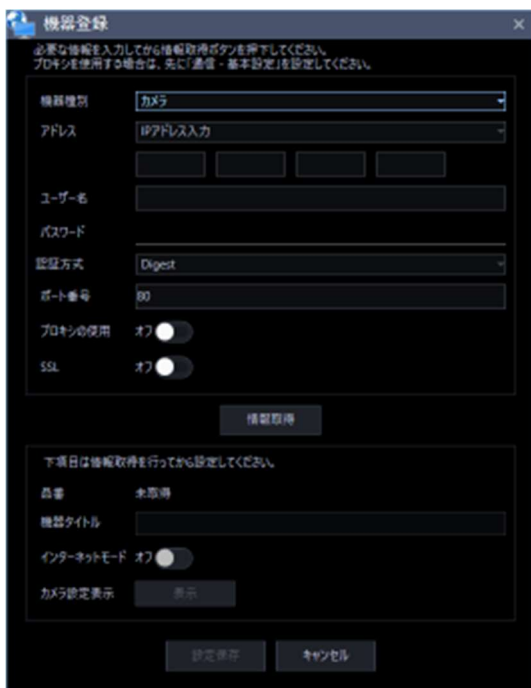 機器登録
必要な情報を入力してから情報取得ボタンを押下してください。
プロキシを使用する場合は、先に「通信・基本設定」を設定してください。
機器種別 カメラ
アドレス IPアドレス入力
ユーザー名
パスワード
認証方式 Digest
ポート番号 80
プロキシの使用 オフ
SSL オフ
情報取得
下項目は情報取得を行ってから設定してください。
品番 未取得
機器タイトル
インターネットモード オフ
カメラ設定表示 表示
設定保存 キャンセル